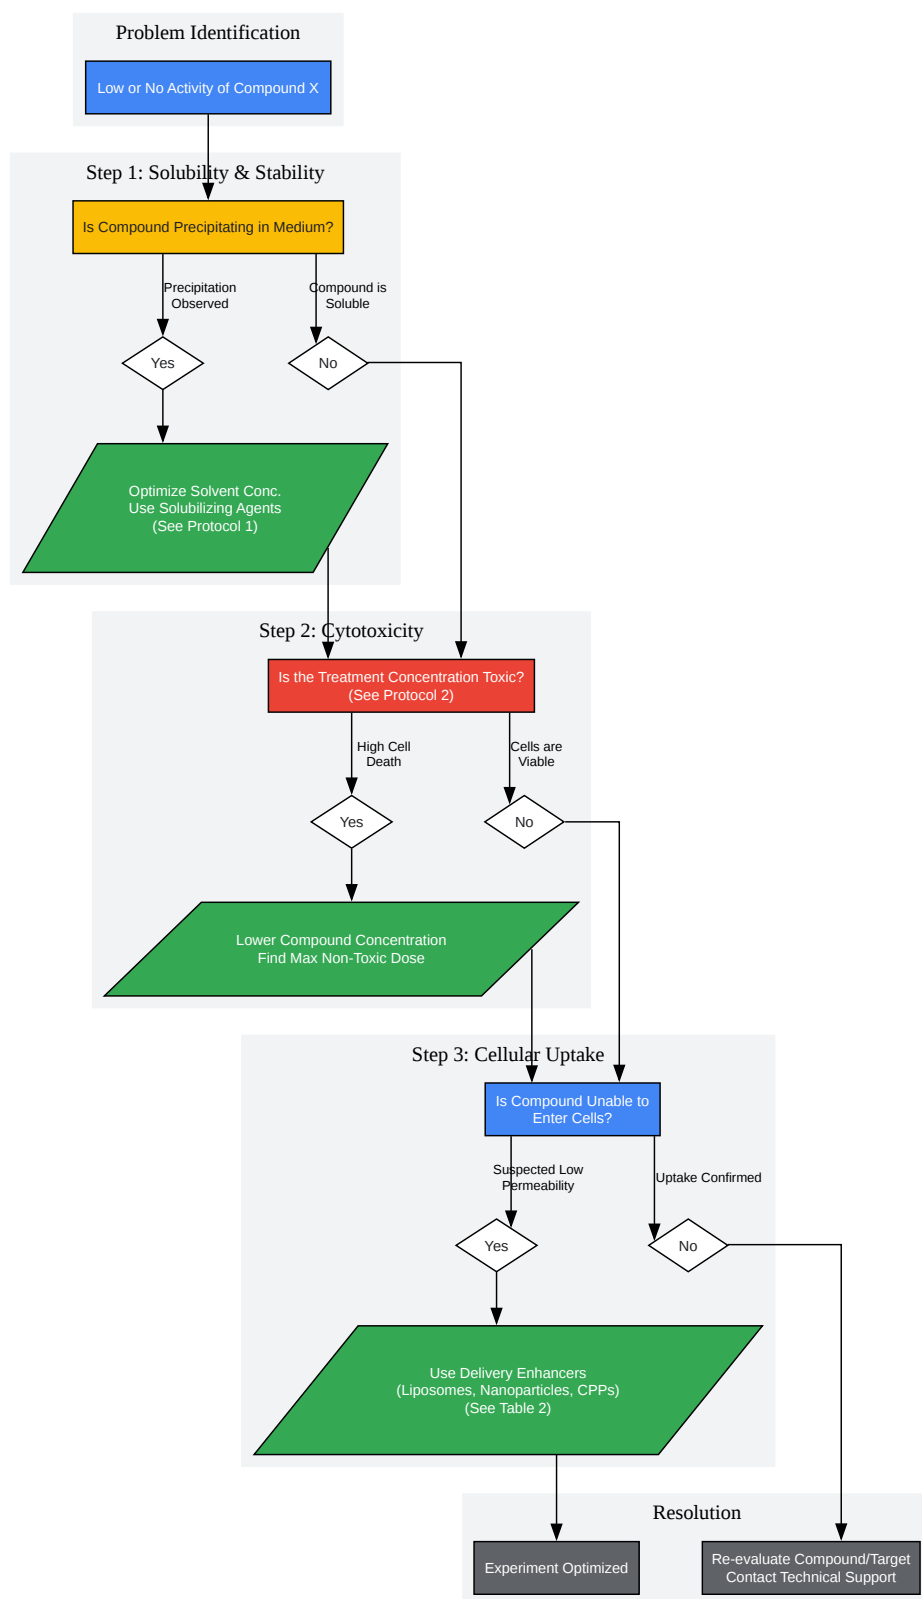 Problem Identification
Low or No Activity of Compound X
Step 1: Solubility & Stability
Is Compound Precipitating in Medium?
Precipitation
Observed
Compound is
Soluble
Yes
No
Optimize Solvent Conc.
Use Solubilizing Agents
(See Protocol 1)
Step 2: Cytotoxicity
Is the Treatment Concentration Toxic?
(See Protocol 2)
High Cell
Death
Cells are
Viable
Yes
No
Lower Compound Concentration
Find Max Non-Toxic Dose
Step 3: Cellular Uptake
Is Compound Unable to
Enter Cells?
Suspected Low
Permeability
Uptake Confirmed
Yes
No
Use Delivery Enhancers
(Liposomes, Nanoparticles, CPPs)
(See Table 2)
Resolution
Experiment Optimized
Re-evaluate Compound/Target
Contact Technical Support